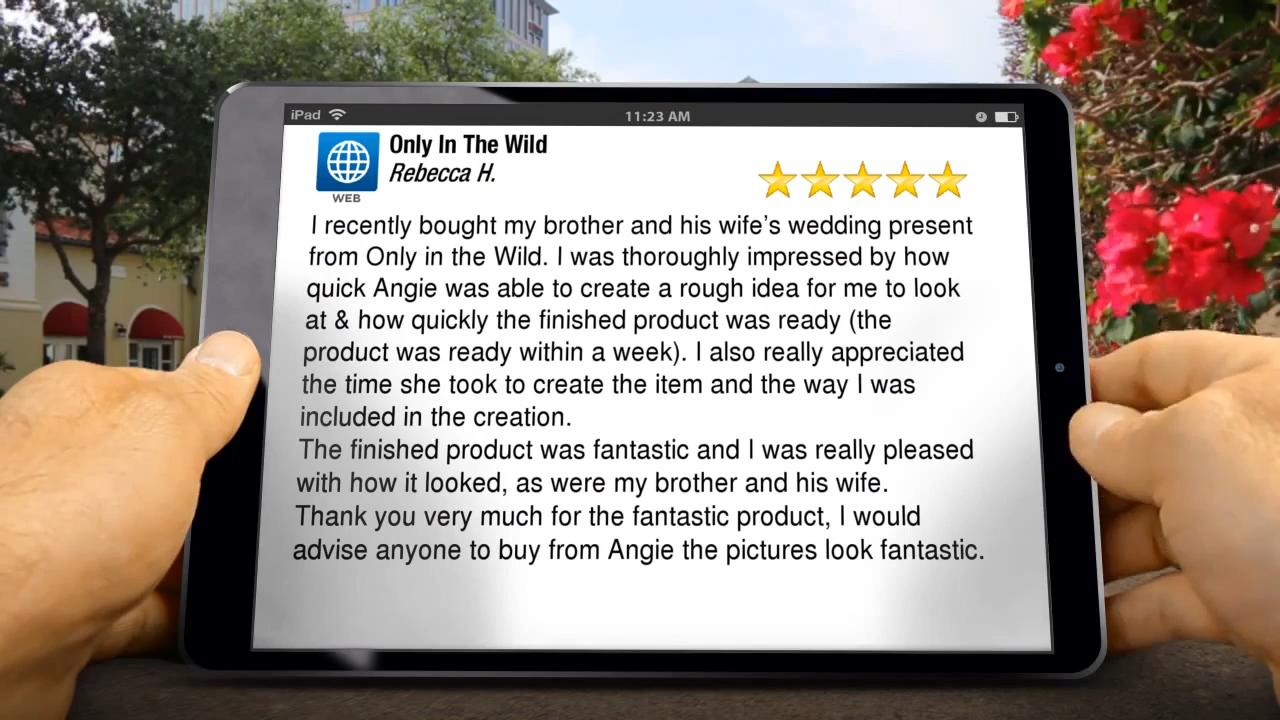 iPad 11:23 AM
Only In The Wild
Rebecca H.
WEB
I recently bought my brother and his wife’s wedding present
from Only in the Wild. I was thoroughly impressed by how
quick Angie was able to create a rough idea for me to look
at & how quickly the finished product was ready (the
product was ready within a week). I also really appreciated
the time she took to create the item and the way I was
included in the creation.
The finished product was fantastic and I was really pleased
with how it looked, as were my brother and his wife.
Thank you very much for the fantastic product, I would
advise anyone to buy from Angie the pictures look fantastic.